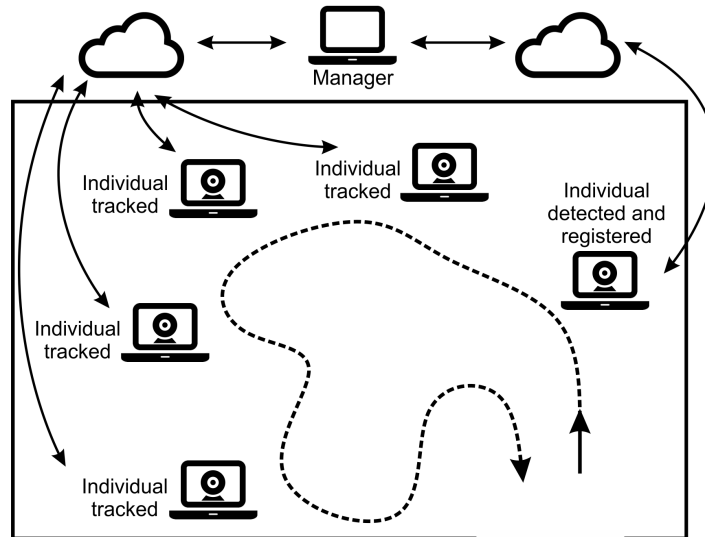 Manager
Individual
tracked
Individual
tracked
Individual
detected and
registered
Individual
tracked
Individual
tracked